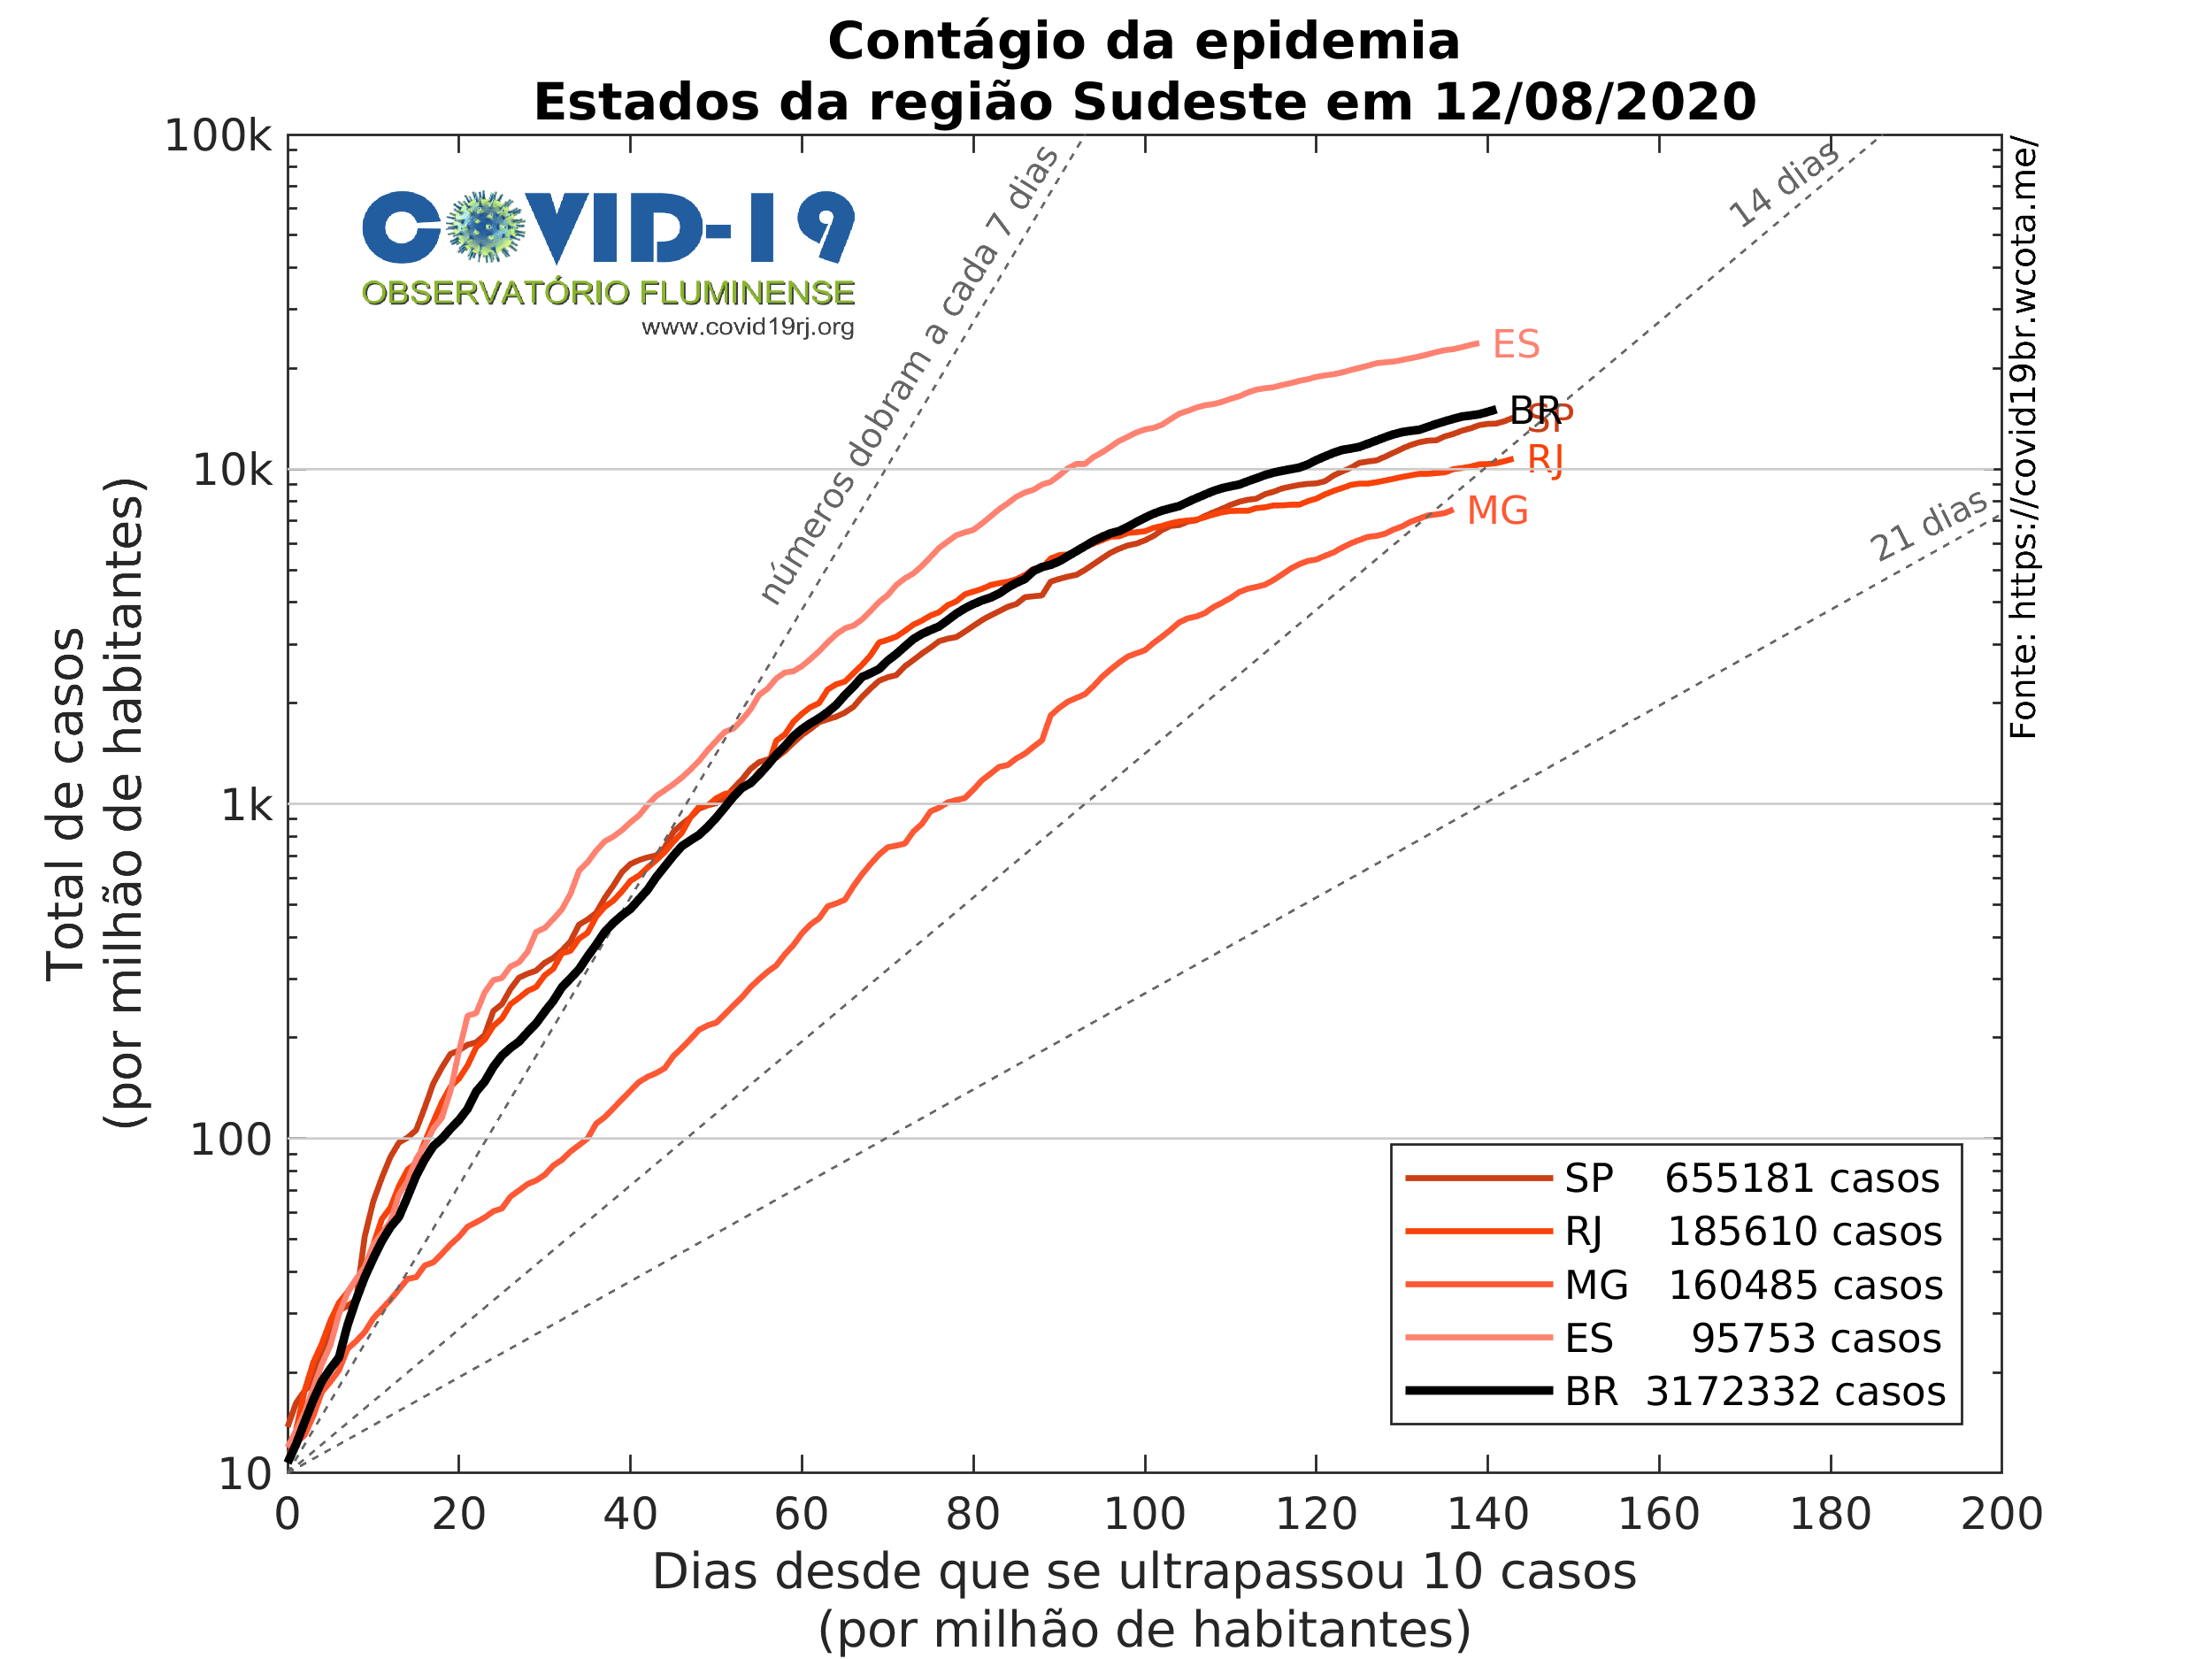 Contágio da epidemia
Estados da região Sudeste em 12/08/2020
100k
10k
1k
100
10
Total de casos
(por milhão de habitantes)
COVID-19
OBSERVATÓRIO FLUMINENSE
www.covid19rj.org
números dobram a cada 7 dias
14 dias
21 dias
ES
BR
SP
RJ
MG
Fonte: https://covid19br.wcota.me/
SP 655181 casos
RJ 185610 casos
MG 160485 casos
ES 95753 casos
BR 3172332 casos
0 20 40 60 80 100 120 140 160 180 200
Dias desde que se ultrapassou 10 casos
(por milhão de habitantes)